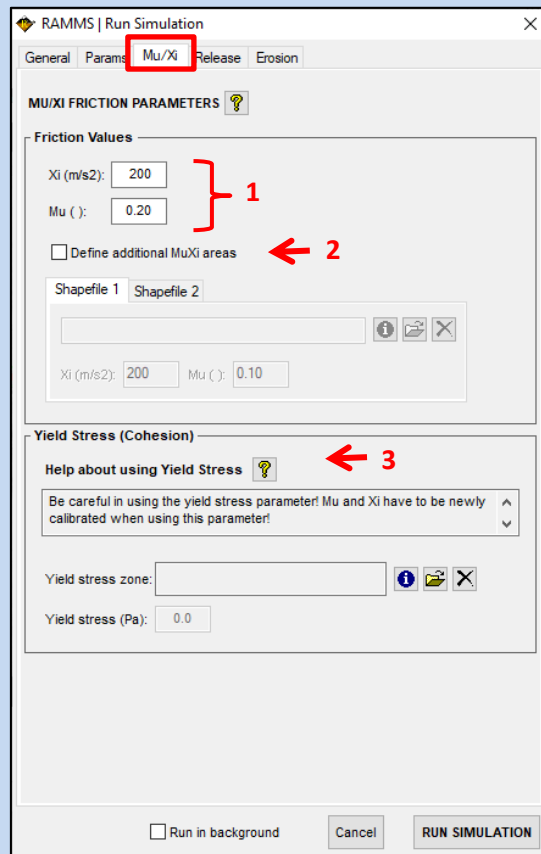 RAMMS | Run Simulation
General Params Mu/Xi Release Erosion
MU/XI FRICTION PARAMETERS ?
Friction Values
Xi (m/s2): 200
Mu ( ): 0.20
1
Define additional MuXi areas
2
Shapefile 1 Shapefile 2
Xi (m/s2): 200 Mu ( ): 0.10
Yield Stress (Cohesion)
Help about using Yield Stress ?
3
Be careful in using the yield stress parameter! Mu and Xi have to be newly
calibrated when using this parameter!
Yield stress zone:
Yield stress (Pa): 0.0
Run in background Cancel RUN SIMULATION